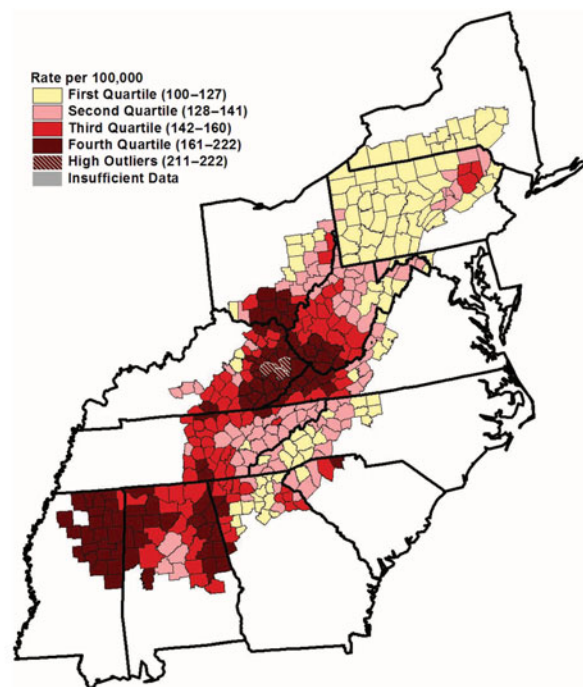 Rate per 100,000
First Quartile (100–127)
Second Quartile (128–141)
Third Quartile (142–160)
Fourth Quartile (161–222)
High Outliers (211–222)
Insufficient Data